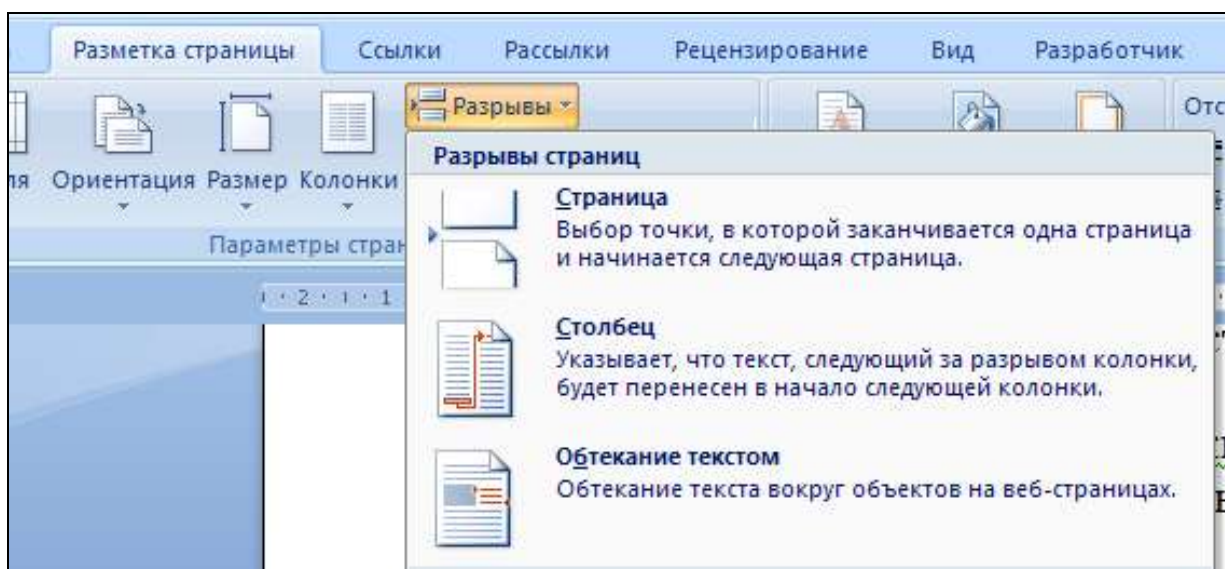 Разметка страницы Ссылки Рассылки Рецензирование Вид Разработчик
Разрывы
Ориентация Размер Колонки
Параметры стран
2 1
Разрывы страниц
Страница
Выбор точки, в которой заканчивается одна страница
и начинается следующая страница.
Столбец
Указывает, что текст, следующий за разрывом колонки,
будет перенесен в начало следующей колонки.
Обтекание текстом
Обтекание текста вокруг объектов на веб-страницах.